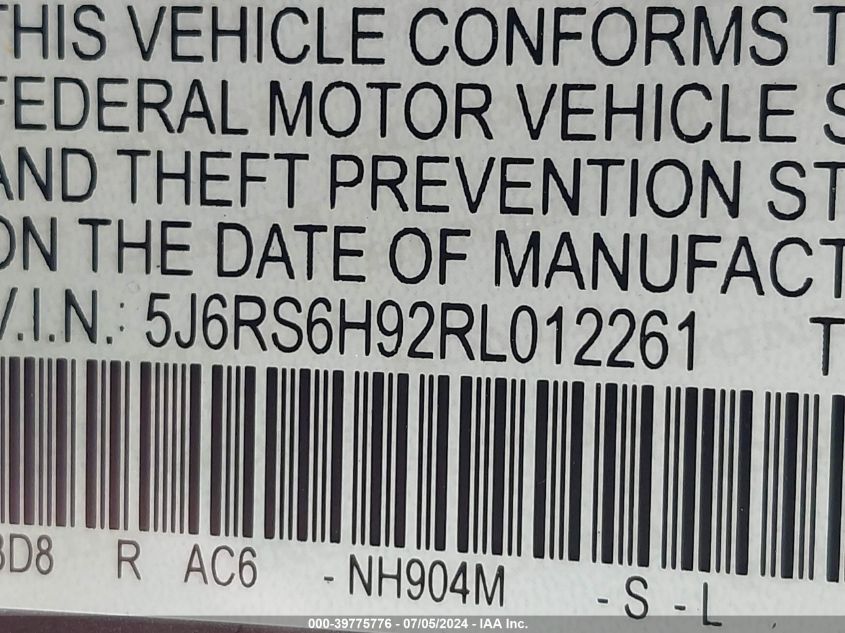 THIS VEHICLE CONFORMS T
FEDERAL MOTOR VEHICLE S
AND THEFT PREVENTION ST
ON THE DATE OF MANUFACT
V.I.N.: 5J6RS6H92RL012261 T
3D8 R AC6 -NH904M -S-L
000-39775776 - 07/05/2024 - IAA Inc.